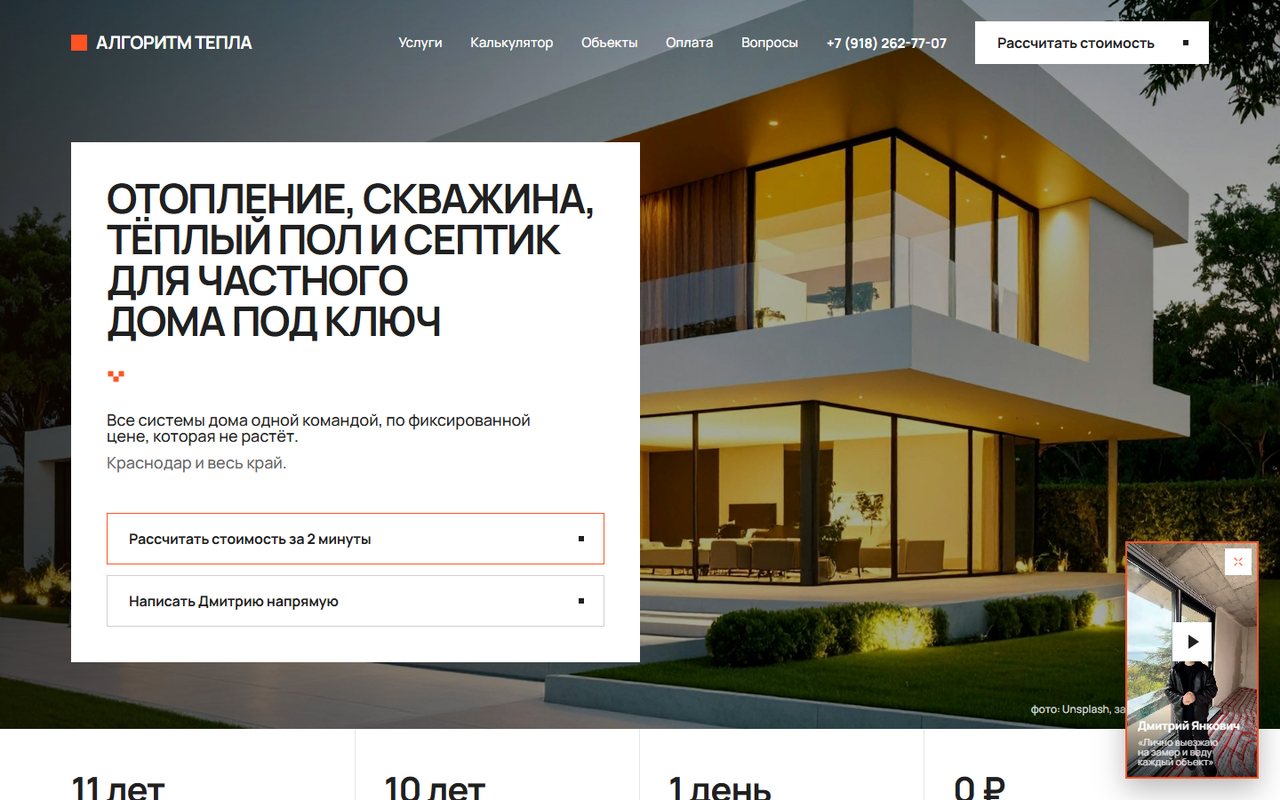 АЛГОРИТМ ТЕПЛА
Услуги
Калькулятор
Объекты
Оплата
Вопросы
+7 (918) 262-77-07
Рассчитать стоимость
ОТОПЛЕНИЕ, СКВАЖИНА,
ТЁПЛЫЙ ПОЛ И СЕПТИК
ДЛЯ ЧАСТНОГО
ДОМА ПОД КЛЮЧ
Все системы дома одной командой, по фиксированной
цене, которая не растёт.
Краснодар и весь край.
Рассчитать стоимость за 2 минуты
Написать Дмитрию напрямую
фото: Unsplash, за
Дмитрий Янкович
«Лично выезжаю
на замер и веду
каждый объект»
11 лет
10 лет
1 день
0 ₽